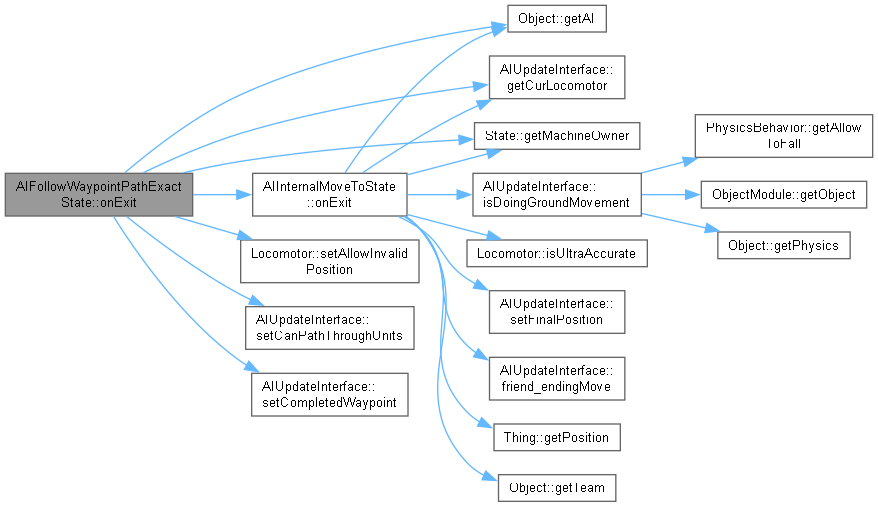 Object::getAI
AIUpdateInterface::
getCurLocomotor
State::getMachineOwner
PhysicsBehavior::getAllow
ToFall
AIFollowWaypointPathExact
State::onExit
AIInternalMoveToState
::onExit
AIUpdateInterface::
isDoingGroundMovement
ObjectModule::getObject
Object::getPhysics
Locomotor::setAllowInvalid
Position
Locomotor::isUltraAccurate
AIUpdateInterface::
setCanPathThroughUnits
AIUpdateInterface::
setFinalPosition
AIUpdateInterface::
setCompletedWaypoint
AIUpdateInterface::
friend_endingMove
Thing::getPosition
Object::getTeam